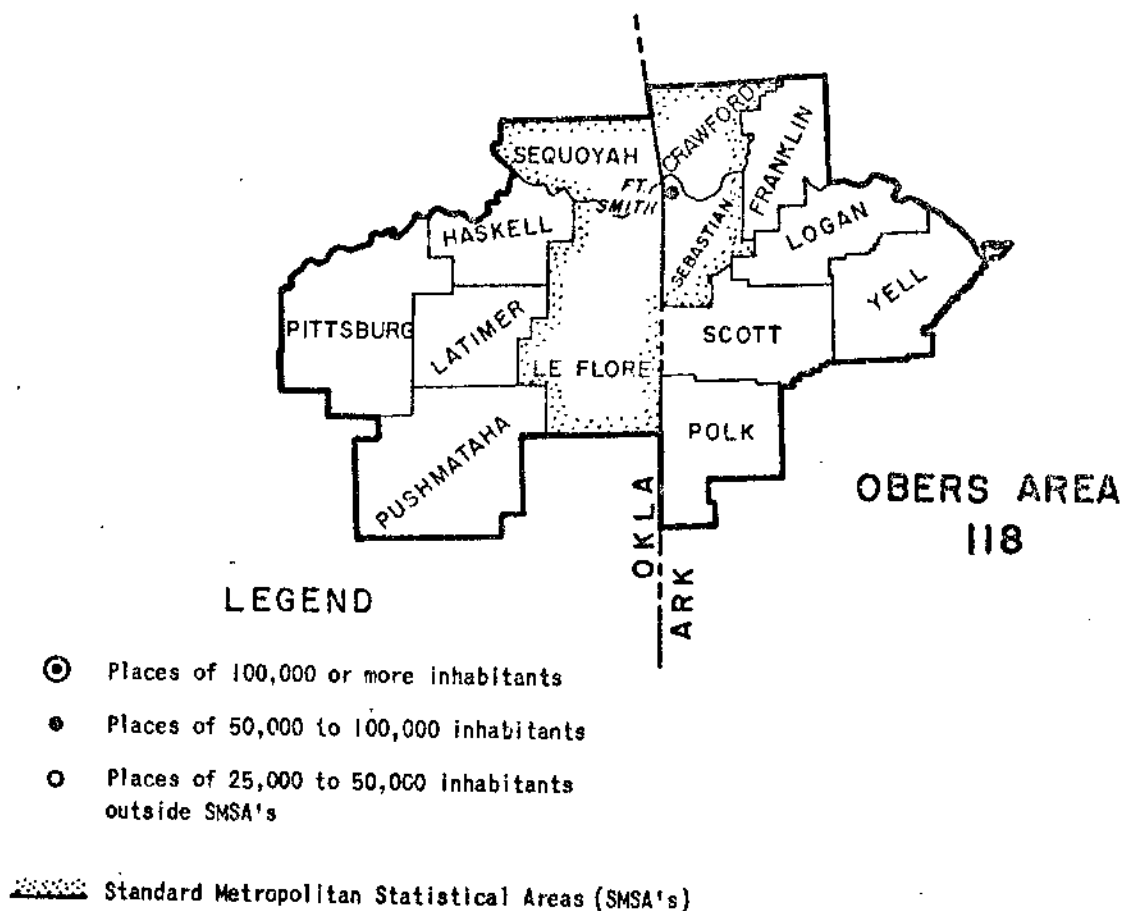 CRAWFORD
FRANKLIN
SEQUOYAH
FT.
SMITH
SEBASTIAN
HASKELL
LOGAN
YELL
PITTSBURG
LATIMER
SCOTT
LE FLORE
POLK
PUSHMATAHA
OBERS AREA
118
OKLA
ARK
LEGEND
Places of 100,000 or more inhabitants
Places of 50,000 to 100,000 inhabitants
Places of 25,000 to 50,000 inhabitants
outside SMSA's
Standard Metropolitan Statistical Areas (SMSA's)